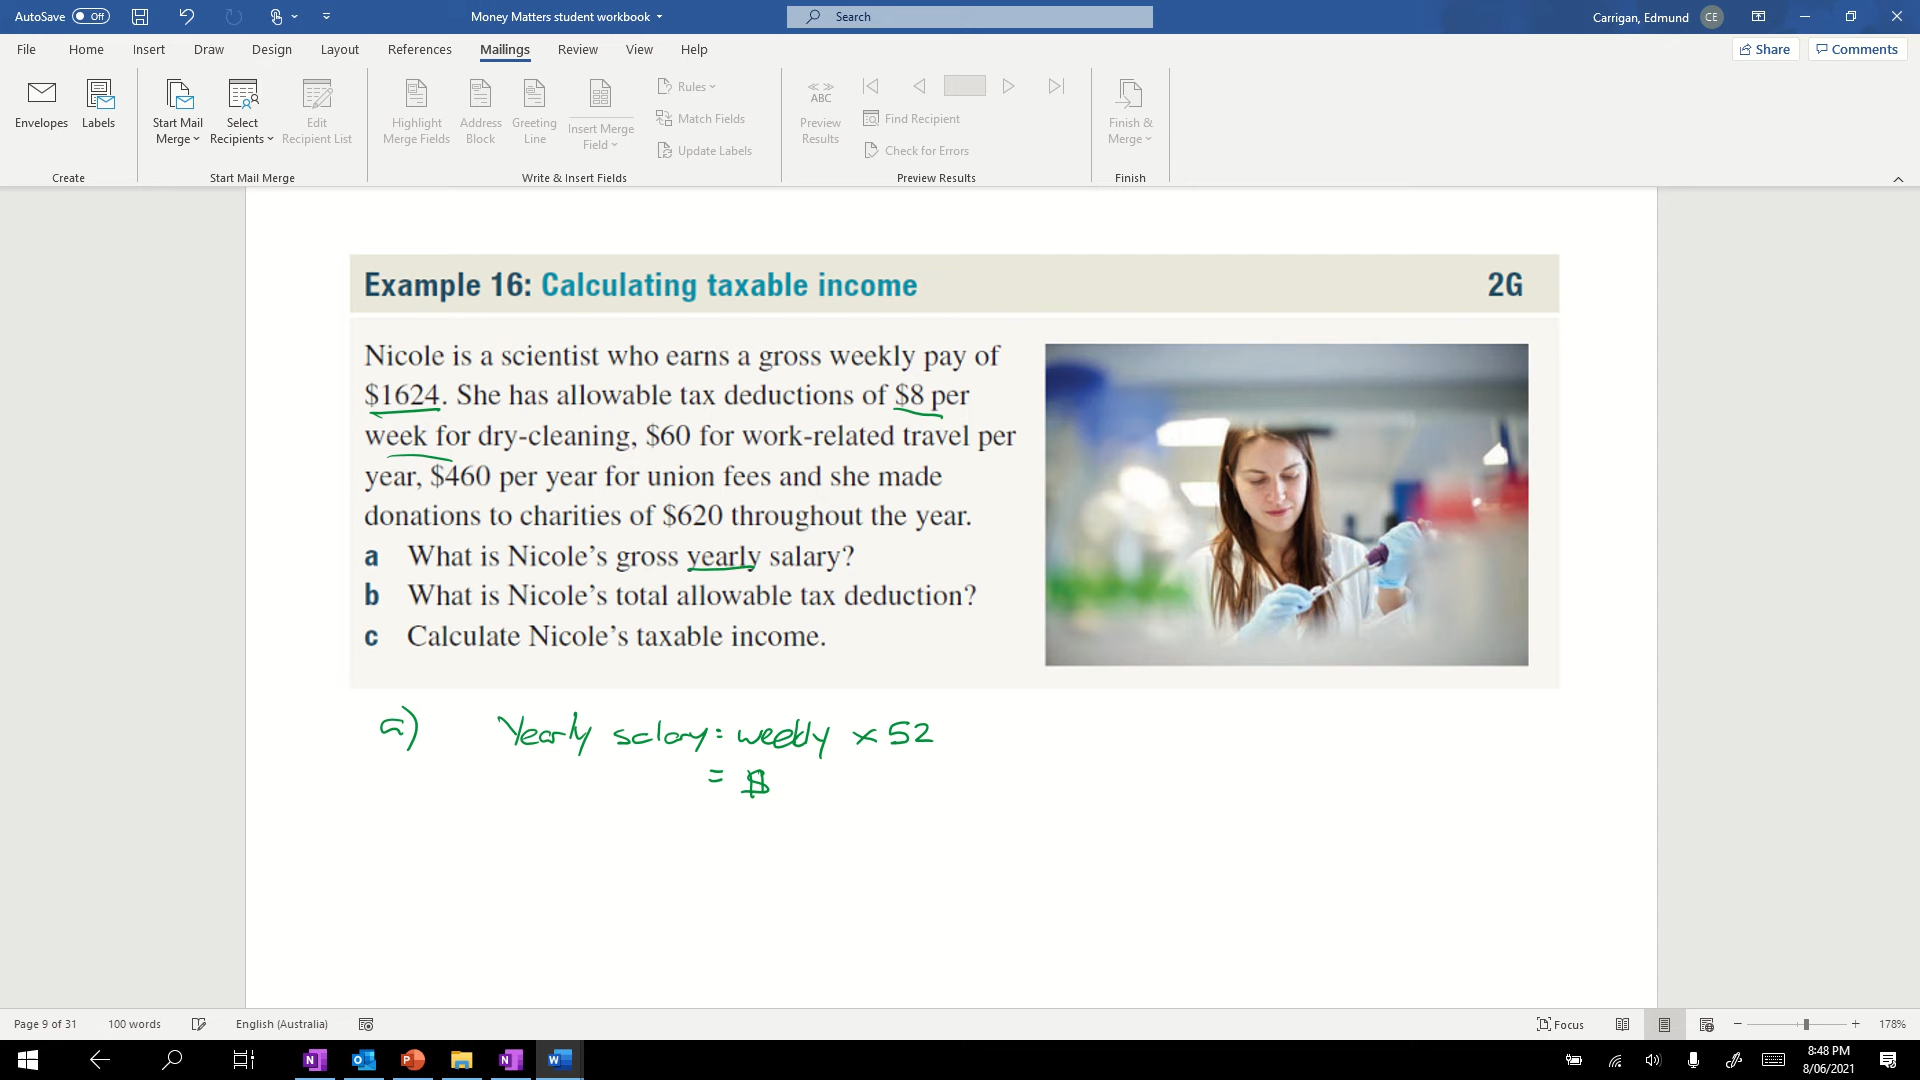 AutoSave Off
Money Matters student workbook
Search
Carrigan, Edmund CE
File Home Insert Draw Design Layout References Mailings Review View Help
Share Comments
Envelopes Labels
Create
Start Mail Merge
Select Recipients
Edit Recipient List
Start Mail Merge
Highlight Merge Fields
Address Block
Greeting Line
Insert Merge Field
Rules
Match Fields
Update Labels
Write & Insert Fields
<< >>
ABC
Preview Results
Find Recipient
Check for Errors
Preview Results
Finish & Merge
Finish
Example 16: Calculating taxable income 2G
Nicole is a scientist who earns a gross weekly pay of
$1624. She has allowable tax deductions of $8 per
week for dry-cleaning, $60 for work-related travel per
year, $460 per year for union fees and she made
donations to charities of $620 throughout the year.
a What is Nicole's gross yearly salary?
b What is Nicole's total allowable tax deduction?
c Calculate Nicole's taxable income.
a) Yearly salary = weekly × 52
= $
Page 9 of 31 100 words English (Australia) Focus 178%
8:48 PM
8/06/2021